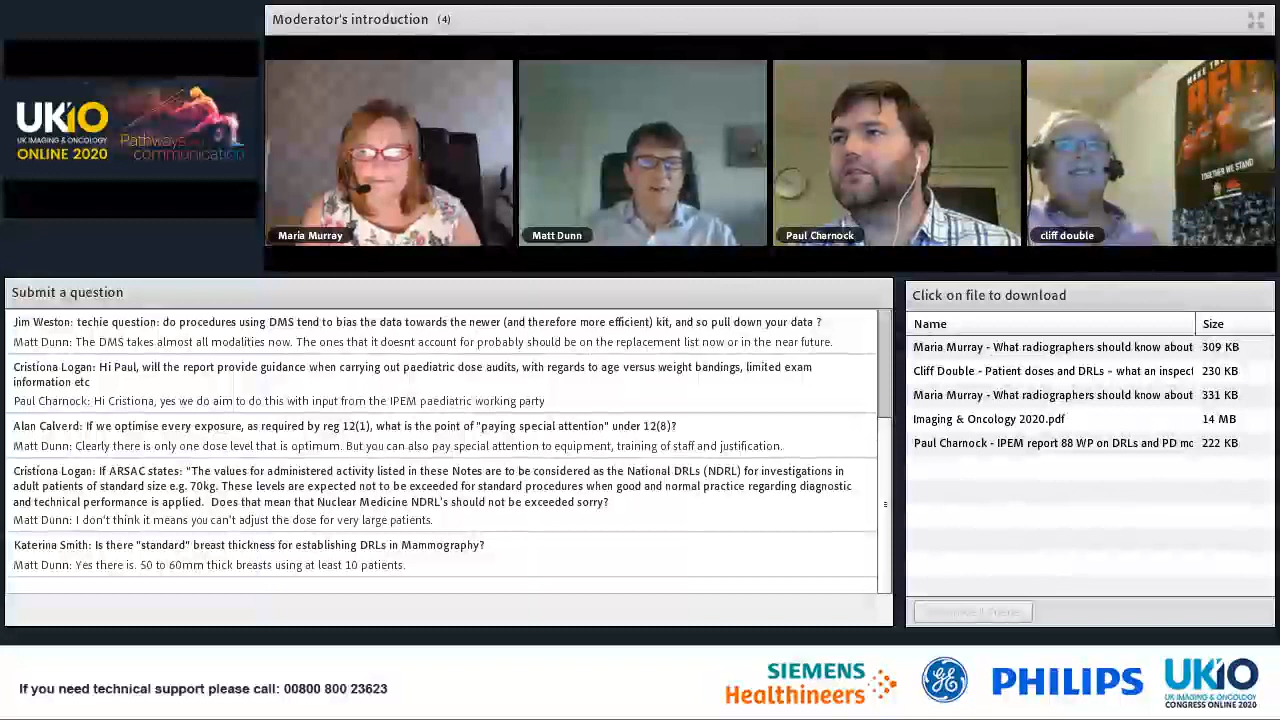 Moderator's introduction (4)
UKIO
UK IMAGING & ONCOLOGY
ONLINE 2020
Pathways
communication
Maria Murray
Matt Dunn
Paul Charnock
cliff double
TOGETHER WE STAND
Submit a question
Jim Weston: techie question: do procedures using DMS tend to bias the data towards the newer (and therefore more efficient) kit, and so pull down your data ?
Matt Dunn: The DMS takes almost all modalities now. The ones that it doesnt account for probably should be on the replacement list now or in the near future.
Cristiona Logan: Hi Paul, will the report provide guidance when carrying out paediatric dose audits, with regards to age versus weight bandings, limited exam
information etc
Paul Charnock: Hi Cristiona, yes we do aim to do this with input from the IPEM paediatric working party
Alan Calverd: If we optimise every exposure, as required by reg 12(1), what is the point of "paying special attention" under 12(8)?
Matt Dunn: Clearly there is only one dose level that is optimum. But you can also pay special attention to equipment, training of staff and justification.
Cristiona Logan: If ARSAC states: "The values for administered activity listed in these Notes are to be considered as the National DRLs (NDRL) for investigations in
adult patients of standard size e.g. 70kg. These levels are expected not to be exceeded for standard procedures when good and normal practice regarding diagnostic
and technical performance is applied.  Does that mean that Nuclear Medicine NDRL's should not be exceeded sorry?
Matt Dunn: I don't think it means you can't adjust the dose for very large patients.
Katerina Smith: Is there "standard" breast thickness for establishing DRLs in Mammography?
Matt Dunn: Yes there is. 50 to 60mm thick breasts using at least 10 patients.
Click on file to download
Name Size
Maria Murray - What radiographers should know about 309 KB
Cliff Double - Patient doses and DRLs – what an inspect 230 KB
Maria Murray - What radiographers should know about 331 KB
Imaging & Oncology 2020.pdf 14 MB
Paul Charnock - IPEM report 88 WP on DRLs and PD mo 222 KB
If you need technical support please call: 00800 800 23623
SIEMENS
Healthineers
GE
PHILIPS
UKIO
UK IMAGING & ONCOLOGY
CONGRESS ONLINE 2020